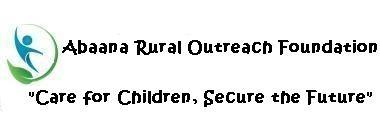 Abaana Rural Outreach Foundation
"Care for Children, Secure the Future"